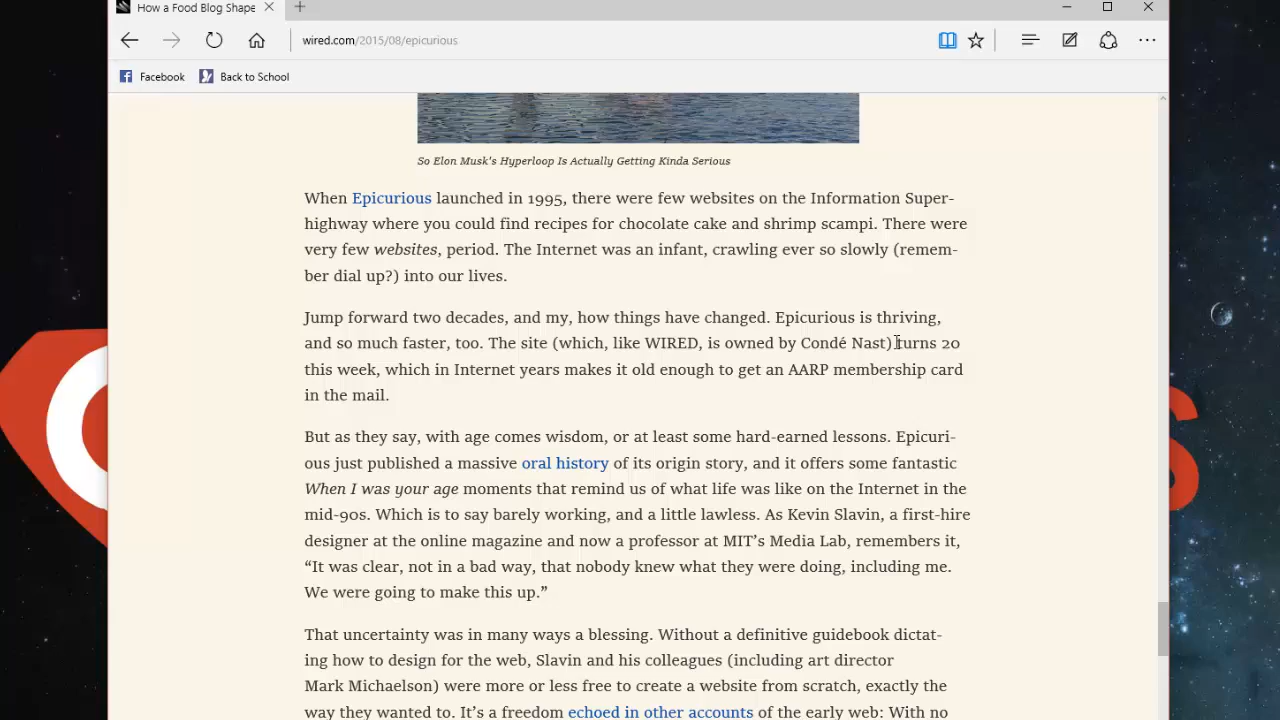 How a Food Blog Shape
wired.com/2015/08/epicurious
Facebook
Back to School
So Elon Musk's Hyperloop Is Actually Getting Kinda Serious
When Epicurious launched in 1995, there were few websites on the Information Super-
highway where you could find recipes for chocolate cake and shrimp scampi. There were
very few websites, period. The Internet was an infant, crawling ever so slowly (remem-
ber dial up?) into our lives.
Jump forward two decades, and my, how things have changed. Epicurious is thriving,
and so much faster, too. The site (which, like WIRED, is owned by Condé Nast) turns 20
this week, which in Internet years makes it old enough to get an AARP membership card
in the mail.
But as they say, with age comes wisdom, or at least some hard-earned lessons. Epicuri-
ous just published a massive oral history of its origin story, and it offers some fantastic
When I was your age moments that remind us of what life was like on the Internet in the
mid-90s. Which is to say barely working, and a little lawless. As Kevin Slavin, a first-hire
designer at the online magazine and now a professor at MIT’s Media Lab, remembers it,
“It was clear, not in a bad way, that nobody knew what they were doing, including me.
We were going to make this up.”
That uncertainty was in many ways a blessing. Without a definitive guidebook dictat-
ing how to design for the web, Slavin and his colleagues (including art director
Mark Michaelson) were more or less free to create a website from scratch, exactly the
way they wanted to. It’s a freedom echoed in other accounts of the early web: With no